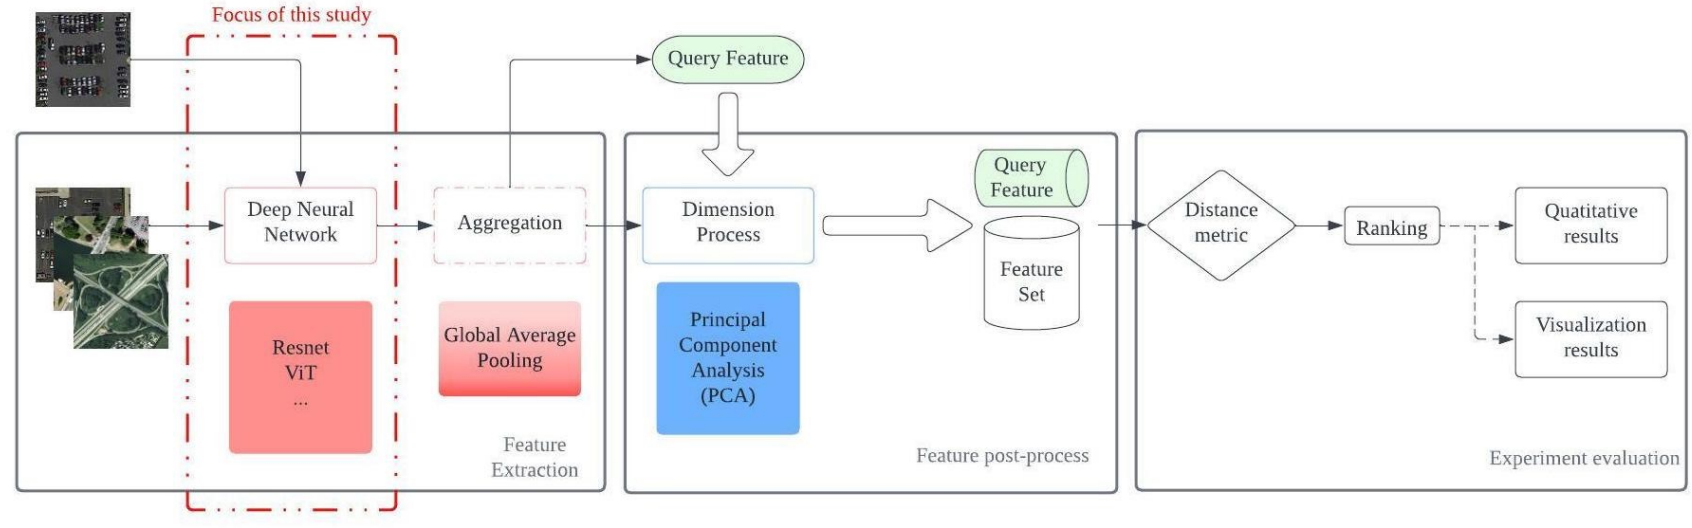 Focus of this study
Query Feature
Deep Neural
Network
Aggregation
Resnet
ViT
...
Global Average
Pooling
Feature
Extraction
Dimension
Process
Principal
Component
Analysis
(PCA)
Query
Feature
Feature
Set
Feature post-process
Distance
metric
Ranking
Quatitative
results
Visualization
results
Experiment evaluation